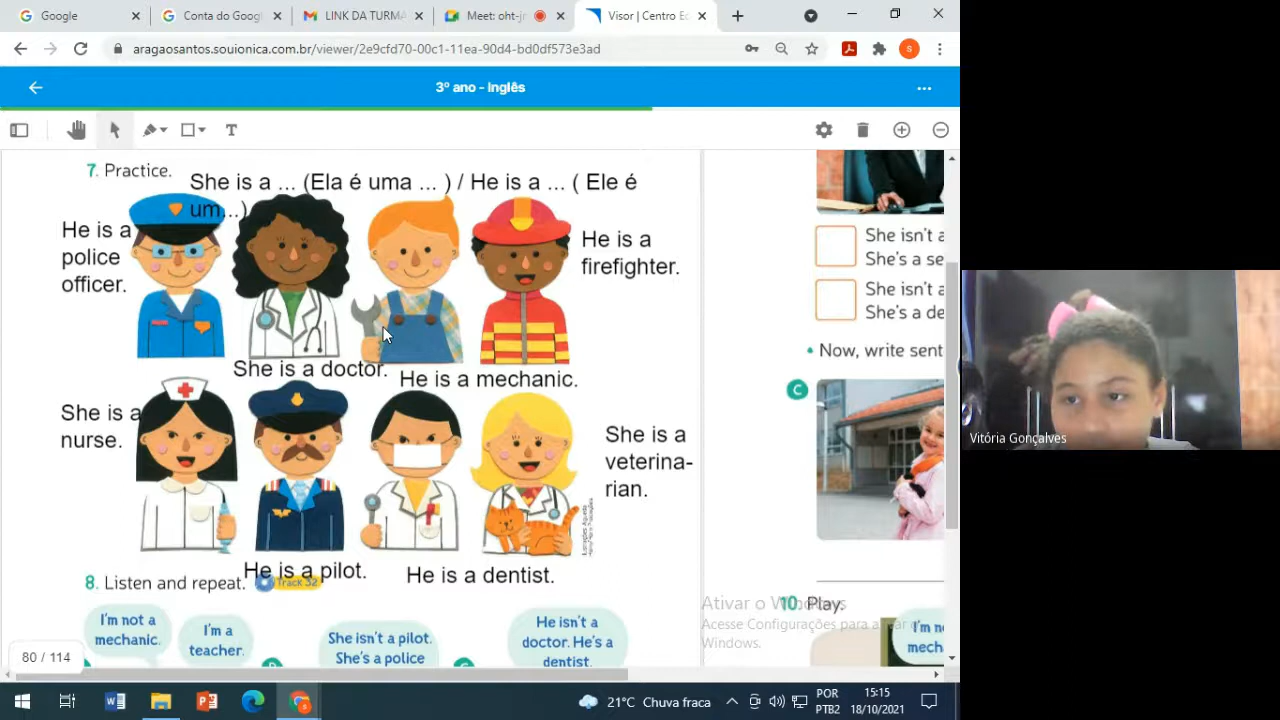 Google
Conta do Goog
LINK DA TURMA
Meet: oht-jr
Visor | Centro Ed
aragaosantos.souionica.com.br/viewer/2e9cfd70-00c1-11ea-90d4-bd0df573e3ad
3º ano - Inglês
7. Practice.
She is a ... (Ela é uma ... ) / He is a ... ( Ele é
um...)
He is a
police
officer.
He is a
firefighter.
She is a doctor.
He is a mechanic.
She is a
nurse.
She is a
veterina-
rian.
He is a pilot.
He is a dentist.
8. Listen and repeat.
Track 32
I'm not a
mechanic.
I'm a
teacher.
She isn't a pilot.
She's a police
He isn't a
doctor. He's a
dentist.
She isn't a
She's a se
She isn't a
She's a de
Now, write sent
C
10. Play.
I'm no
mech
Ativar o Windows
Acesse Configurações para ativar o
Windows.
80 / 114
Vitória Gonçalves
21°C Chuva fraca
POR
PTB2
15:15
18/10/2021